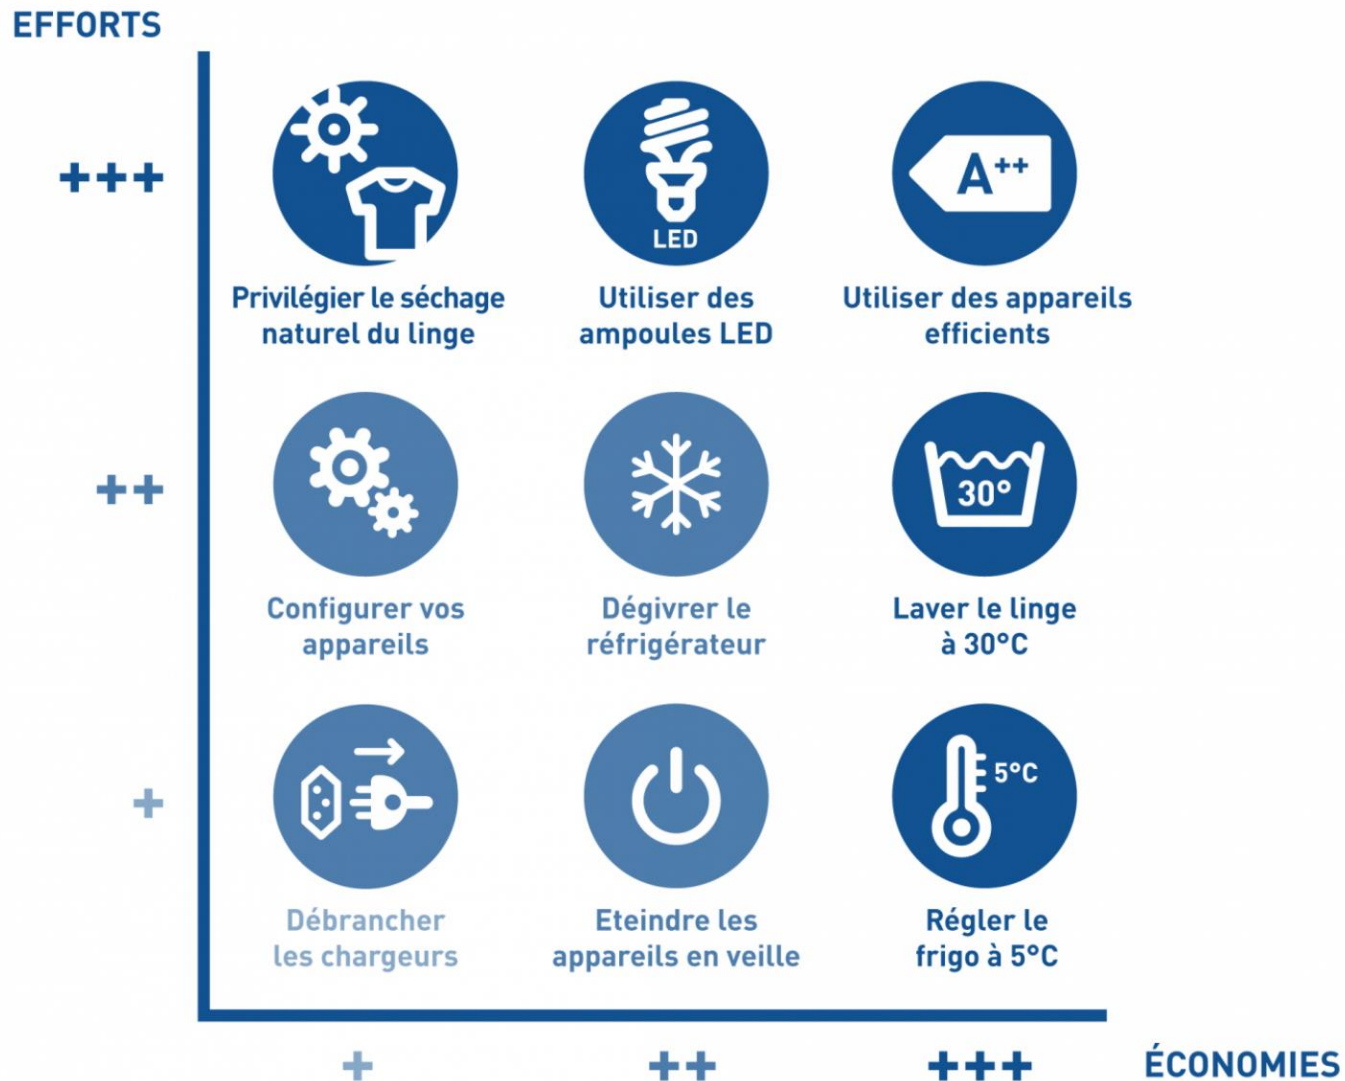 EFFORTS
+++
LED
A++
Privilégier le séchage
naturel du linge
Utiliser des
ampoules LED
Utiliser des appareils
efficients
++
30°
Configurer vos
appareils
Dégivrer le
réfrigérateur
Laver le linge
à 30°C
+
5°C
Débrancher
les chargeurs
Eteindre les
appareils en veille
Régler le
frigo à 5°C
+
++
+++
ÉCONOMIES